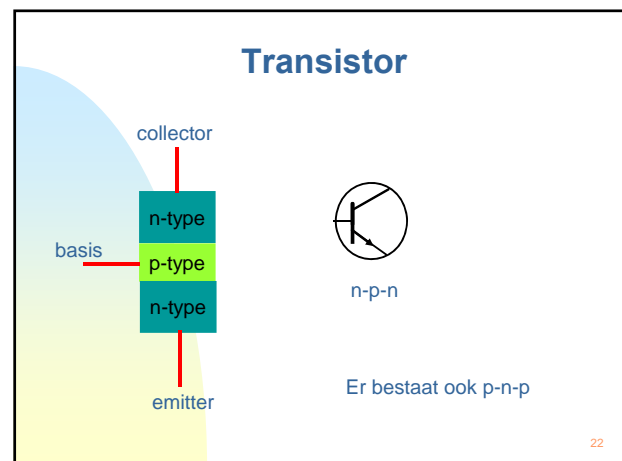 Transistor
collector
n-type
basis
p-type
n-type
n-p-n
emitter
Er bestaat ook p-n-p
22